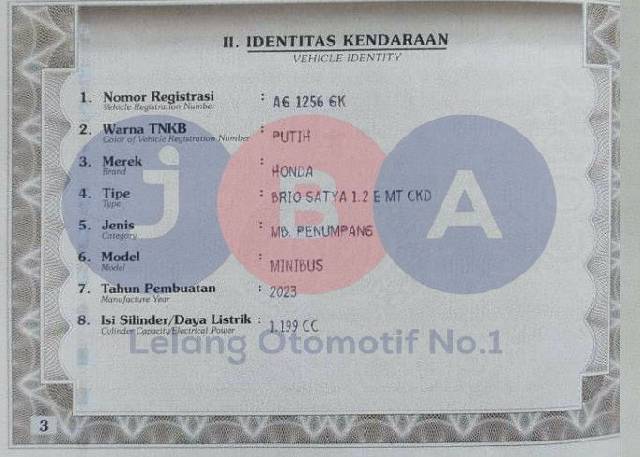 II. IDENTITAS KENDARAAN
VEHICLE IDENTITY
1. Nomor Registrasi : AG 1256 GK
Vehicle Registration Number
2. Warna TNKB : PUTIH
Color of Vehicle Registration Number
3. Merek : HONDA
Brand
4. Tipe : BRIO SATYA 1.2 E MT CKD
Type
5. Jenis : MB. PENUMPANG
Category
6. Model : MINIBUS
Model
7. Tahun Pembuatan : 2023
Manufacture Year
8. Isi Silinder/Daya Listrik : 1.199 CC
Culinder Capacity/Electrical Power
JBA
Lelang Otomotif No.1
3